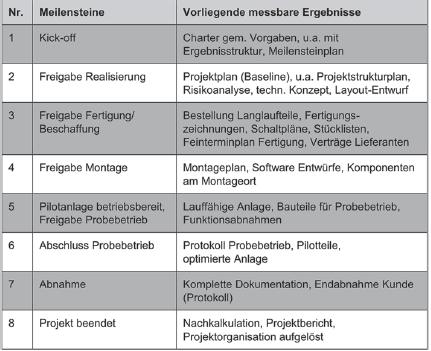 Nr. Meilensteine Vorliegende messbare Ergebnisse
1 Kick-off Charter gem. Vorgaben, u.a. mit
Ergebnisstruktur, Meilensteinplan
2 Freigabe Realisierung Projektplan (Baseline), u.a. Projektstrukturplan,
Risikoanalyse, techn. Konzept, Layout-Entwurf
3 Freigabe Fertigung/ Bestellung Langlaufteile, Fertigungs-
Beschaffung zeichnungen, Schaltpläne, Stücklisten,
Feinterminplan Fertigung, Verträge Lieferanten
4 Freigabe Montage Montageplan, Software Entwürfe, Komponenten
am Montageort
5 Pilotanlage betriebsbereit, Lauffähige Anlage, Bauteile für Probebetrieb,
Freigabe Probebetrieb Funktionsabnahmen
6 Abschluss Probebetrieb Protokoll Probebetrieb, Pilotteile,
optimierte Anlage
7 Abnahme Komplette Dokumentation, Endabnahme Kunde
(Protokoll)
8 Projekt beendet Nachkalkulation, Projektbericht,
Projektorganisation aufgelöst